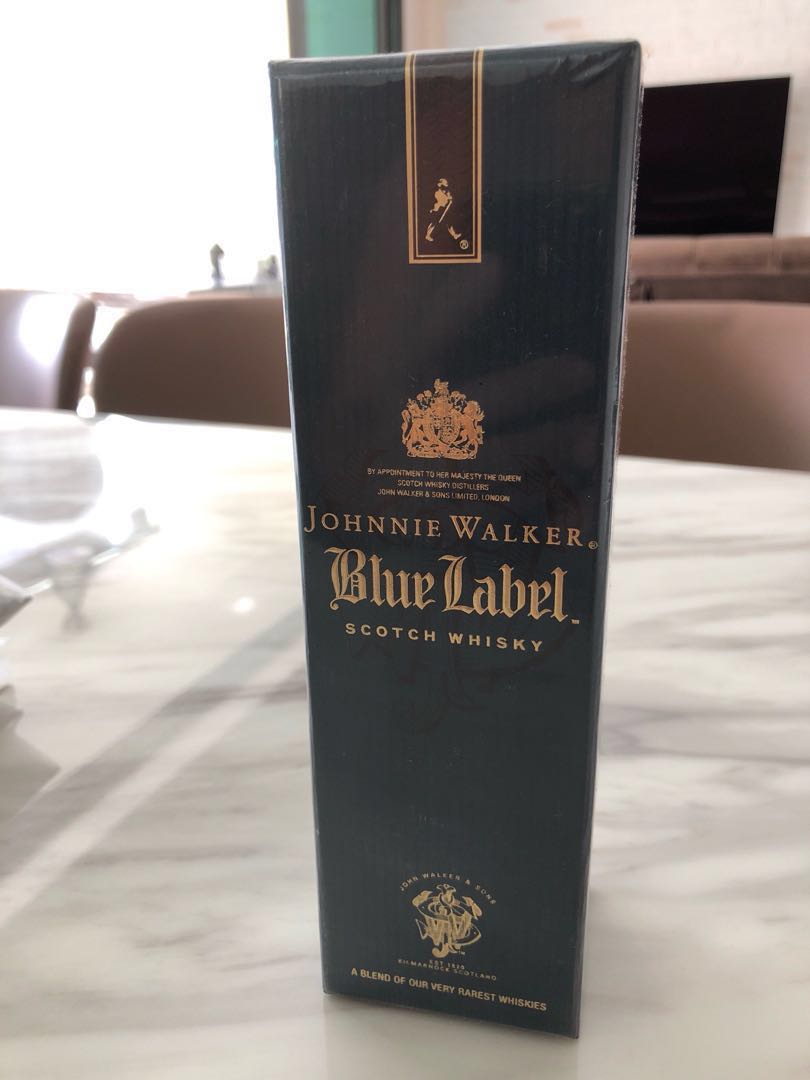 ®
BY APPOINTMENT TO HER MAJESTY THE QUEEN
SCOTCH WHISKY DISTILLERS
JOHN WALKER & SONS LIMITED, LONDON
JOHNNIE WALKER®
Blue Label™
SCOTCH WHISKY
JOHN WALKER & SONS
EST 1820
KILMARNOCK SCOTLAND
A BLEND OF OUR VERY RAREST WHISKIES